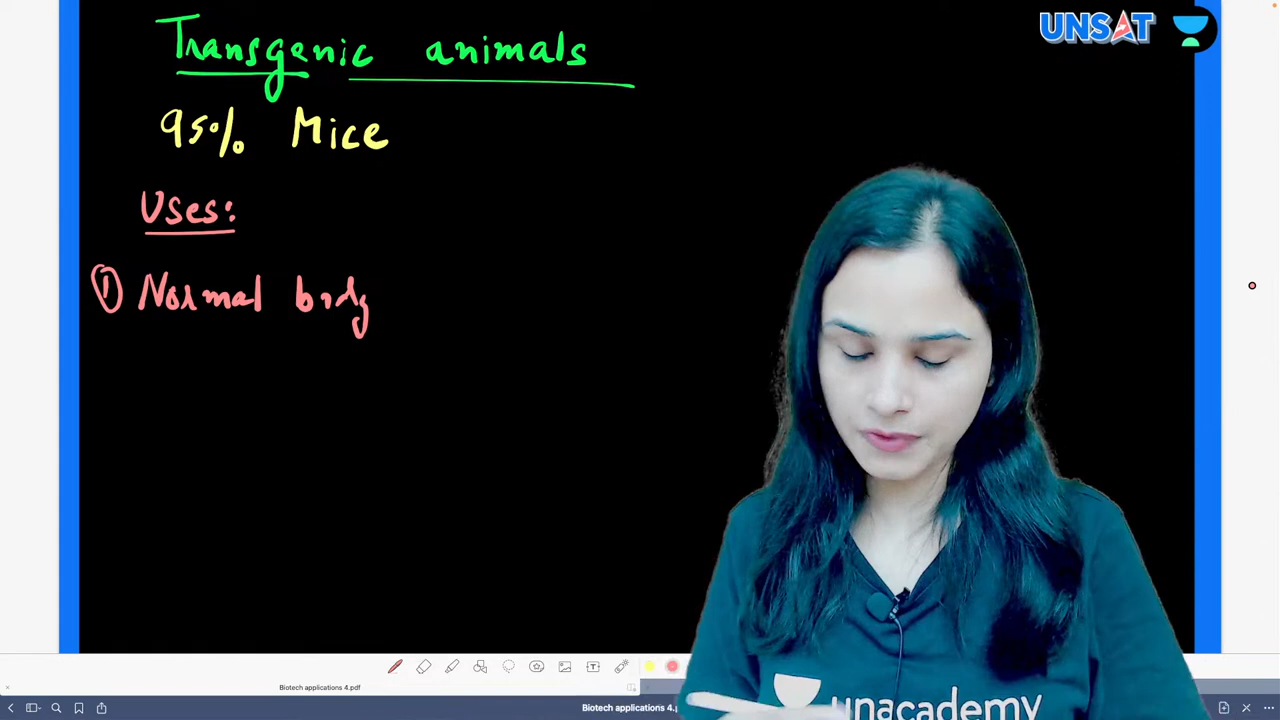 Transgenic animals
UNSAT
95% Mice
Uses:
① Normal body
unacademy
Biotech applications 4.pdf
Biotech applications 4.p